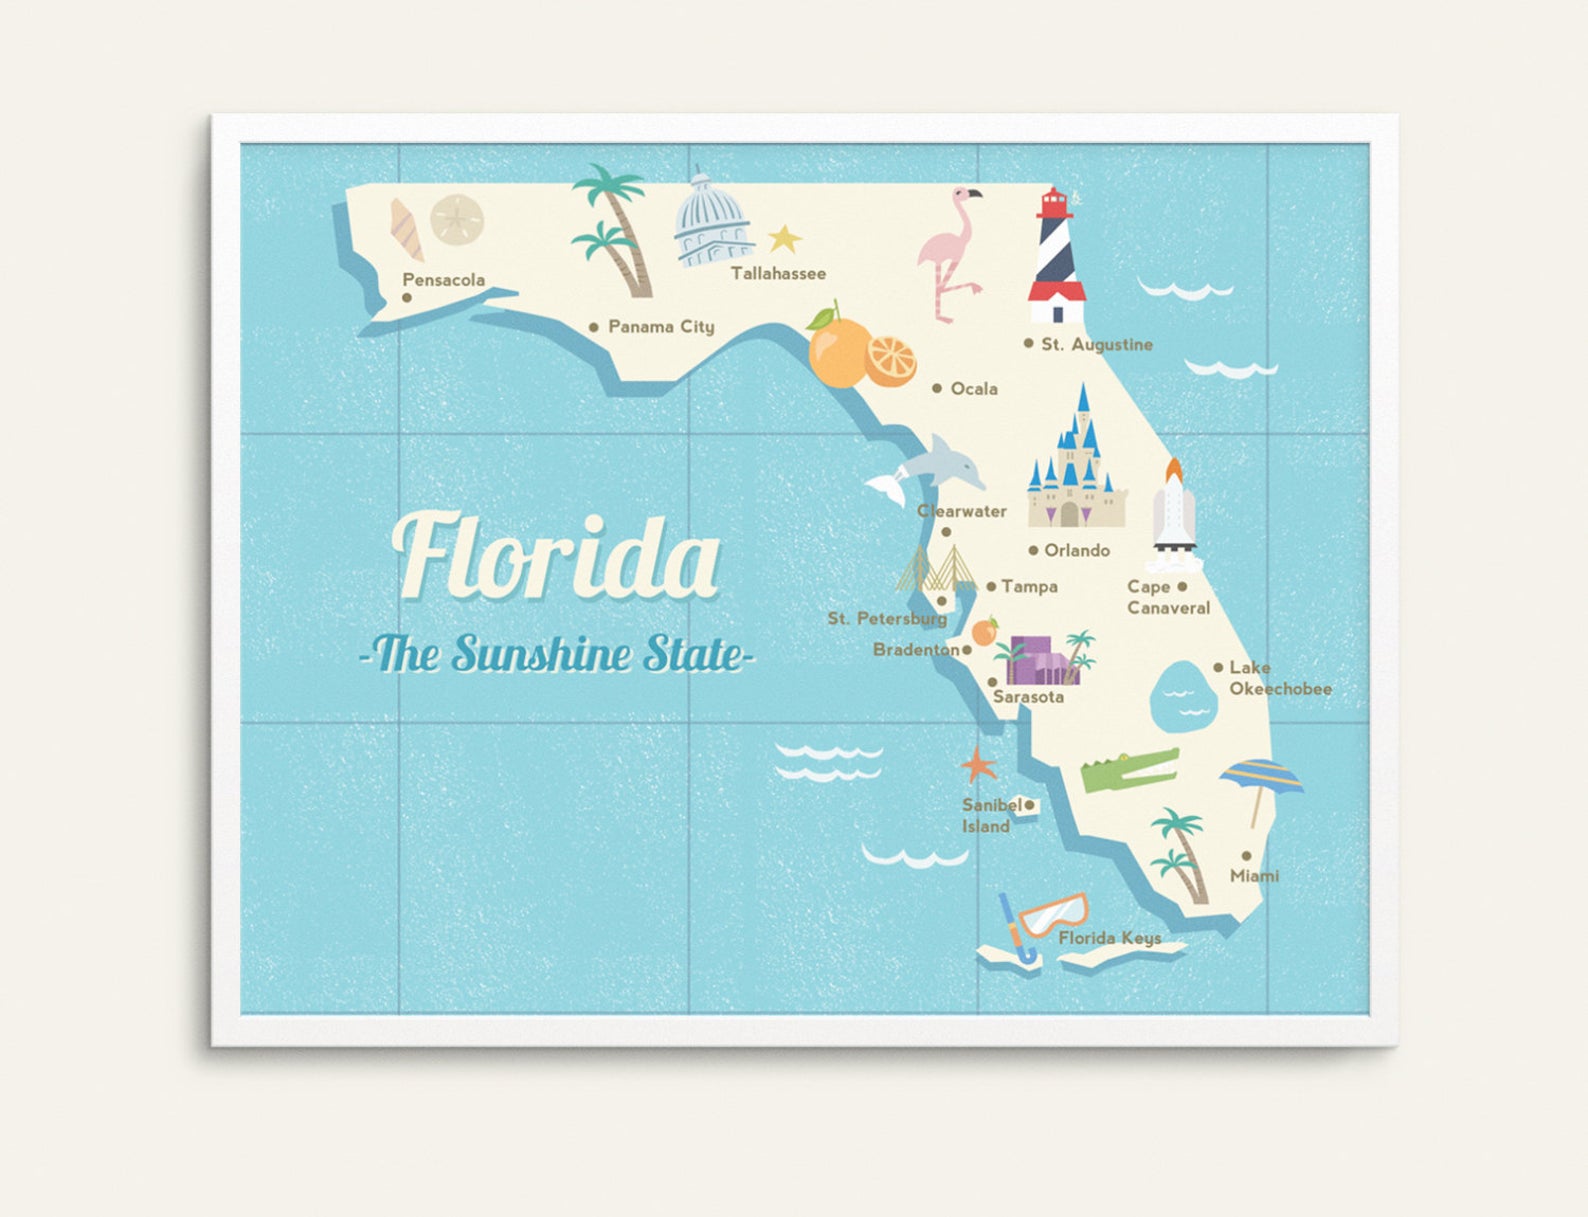 Pensacola
Tallahassee
Panama City
St. Augustine
Ocala
Clearwater
Florida
-The Sunshine State-
Orlando
Tampa
Cape
Canaveral
St. Petersburg
Bradenton
Lake
Okeechobee
Sarasota
Sanibel
Island
Miami
Florida Keys